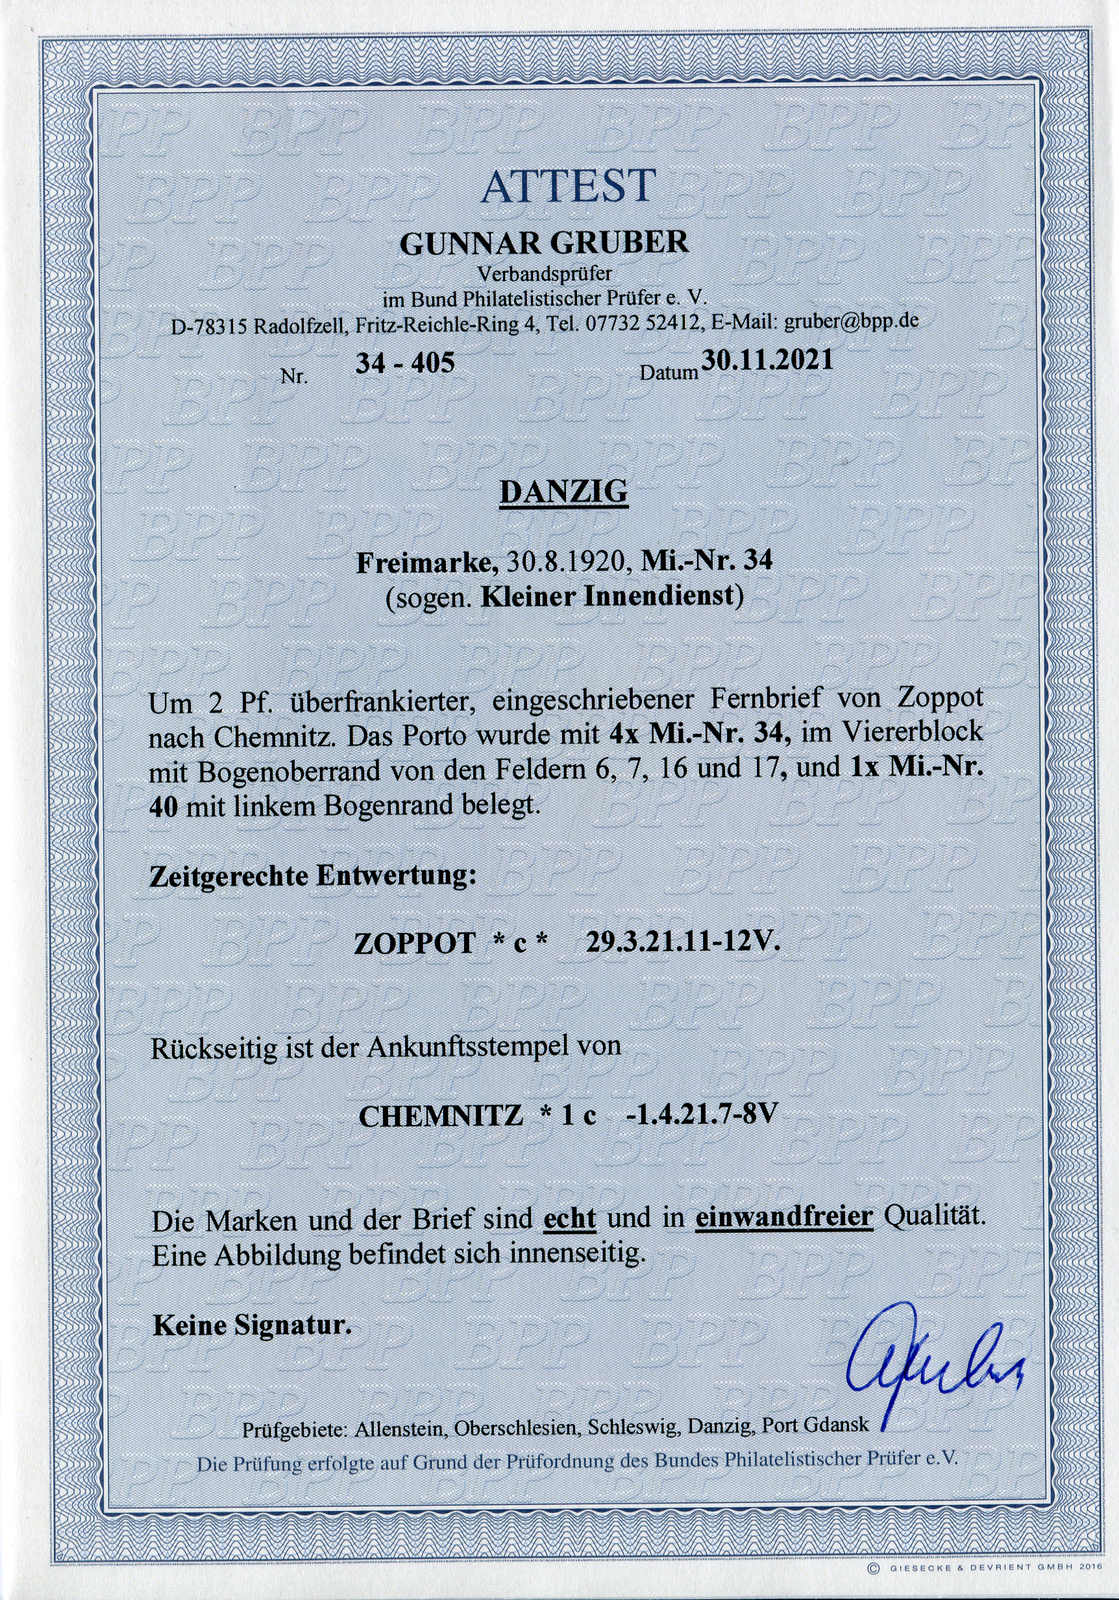 ATTEST
GUNNAR GRUBER
Verbandsprüfer
im Bund Philatelistischer Prüfer e. V.
D-78315 Radolfzell, Fritz-Reichle-Ring 4, Tel. 07732 52412, E-Mail: gruber@bpp.de
Nr. 34 - 405 Datum 30.11.2021
DANZIG
Freimarke, 30.8.1920, Mi.-Nr. 34
(sogen. Kleiner Innendienst)
Um 2 Pf. überfrankierter, eingeschriebener Fernbrief von Zoppot
nach Chemnitz. Das Porto wurde mit 4x Mi.-Nr. 34, im Viererblock
mit Bogenoberrand von den Feldern 6, 7, 16 und 17, und 1x Mi.-Nr.
40 mit linkem Bogenrand belegt.
Zeitgerechte Entwertung:
ZOPPOT * c * 29.3.21.11-12V.
Rückseitig ist der Ankunftsstempel von
CHEMNITZ * 1 c -1.4.21.7-8V
Die Marken und der Brief sind echt und in einwandfreier Qualität.
Eine Abbildung befindet sich innenseitig.
Keine Signatur.
Prüfgebiete: Allenstein, Oberschlesien, Schleswig, Danzig, Port Gdansk
Die Prüfung erfolgte auf Grund der Prüfordnung des Bundes Philatelistischer Prüfer e.V.
© GIESECKE & DEVRIENT GMBH 2016